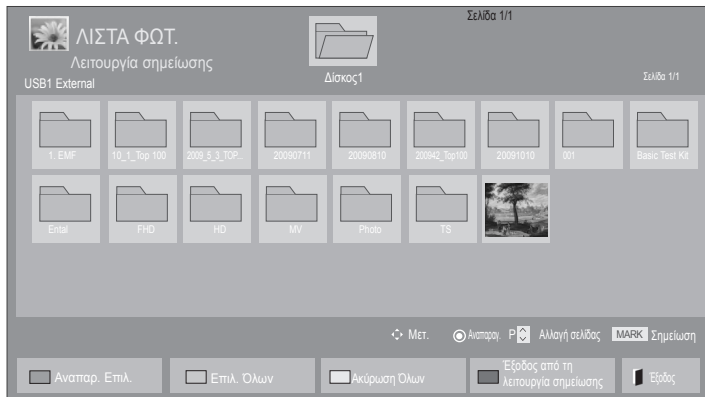 Σελίδα 1/1
ΛΙΣΤΑ ΦΩΤ.
Λειτουργία σημείωσης
USB1 External
Δίσκος1
Σελίδα 1/1
1. EMF
10_1_Top 100
2009_5_3_TOP...
20090711
20090810
200942_Top100
20091010
001
Basic Test Kit
Ental
FHD
HD
MV
Photo
TS
Μετ.
Αναπαραγ.
P
Αλλαγή σελίδας
MARK Σημείωση
Αναπαρ. Επιλ.
Επιλ. Όλων
Ακύρωση Όλων
Έξοδος από τη
λειτουργία σημείωσης
Έξοδος